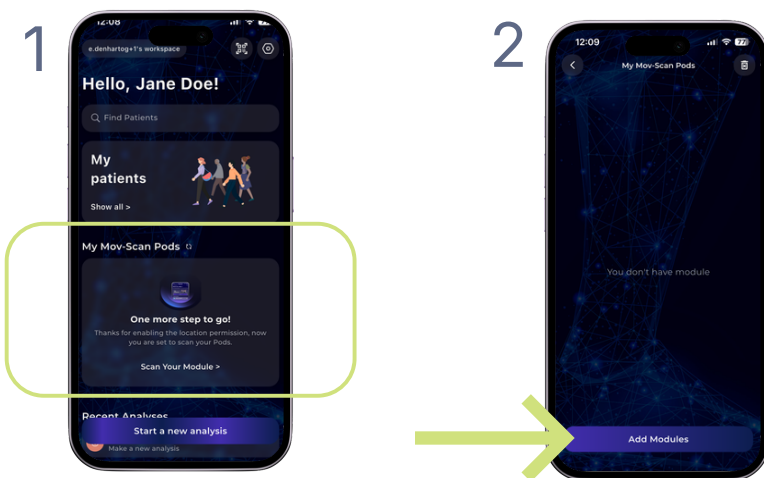 1
12:08
e.denhartog+1's workspace
Hello, Jane Doe!
Find Patients
My
patients
Show all >
My Mov-Scan Pods
One more step to go!
Thanks for enabling the location permission, now
you are set to scan your Pods.
Scan Your Module >
Recent Analyses
Start a new analysis
Make a new analysis
2
12:09
77
My Mov-Scan Pods
You don't have module
Add Modules